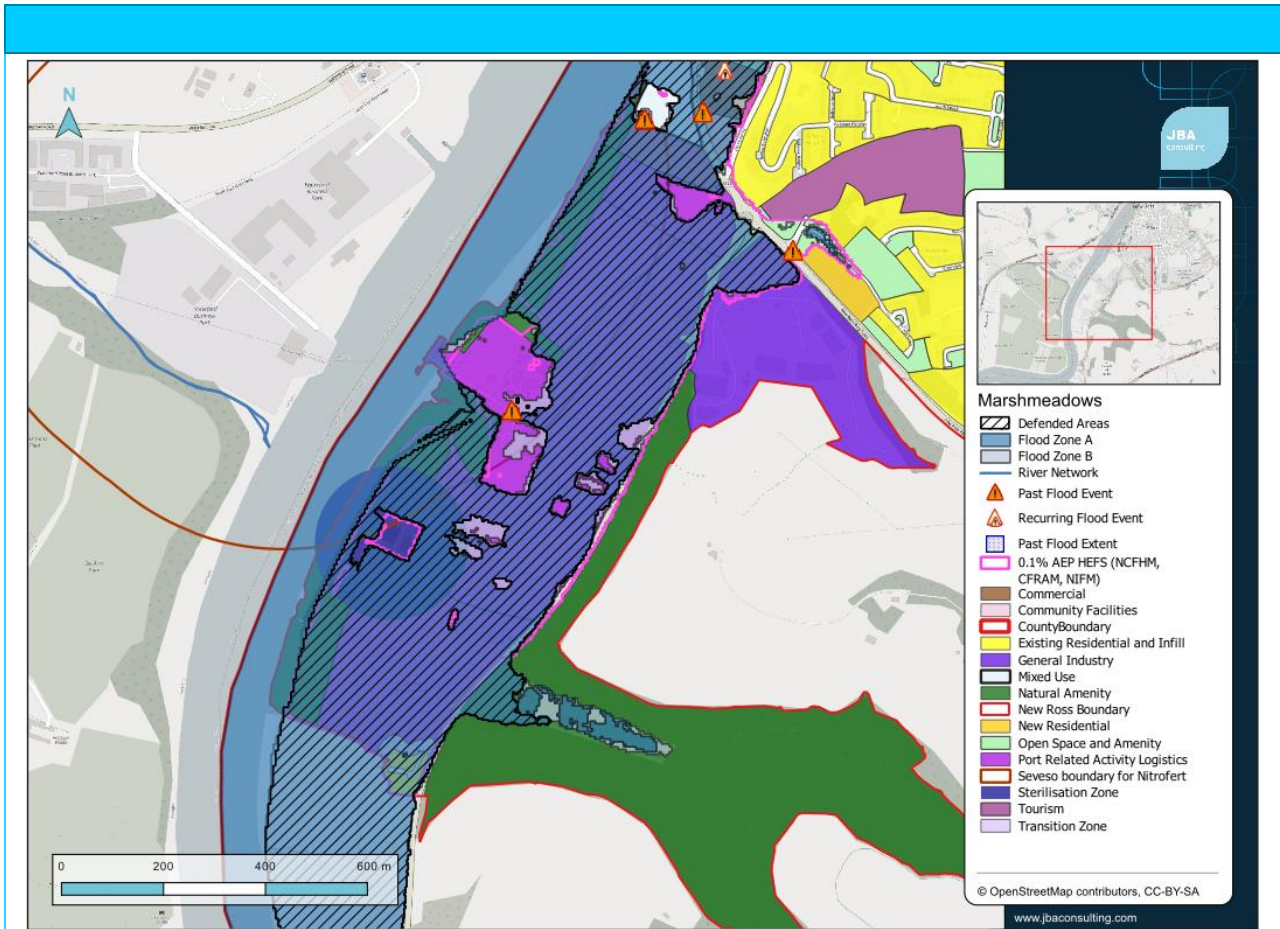 N
JBA
consulting
Marshmeadows
Defended Areas
Flood Zone A
Flood Zone B
River Network
Past Flood Event
Recurring Flood Event
Past Flood Extent
0.1% AEP HEFS (NCFHM,
CFRAM, NIFM)
Commercial
Community Facilities
CountyBoundary
Existing Residential and Infill
General Industry
Mixed Use
Natural Amenity
New Ross Boundary
New Residential
Open Space and Amenity
Port Related Activity Logistics
Seveso boundary for Nitrofert
Sterilisation Zone
Tourism
Transition Zone
0 200 400 600 m
© OpenStreetMap contributors, CC-BY-SA
www.jbaconsulting.com